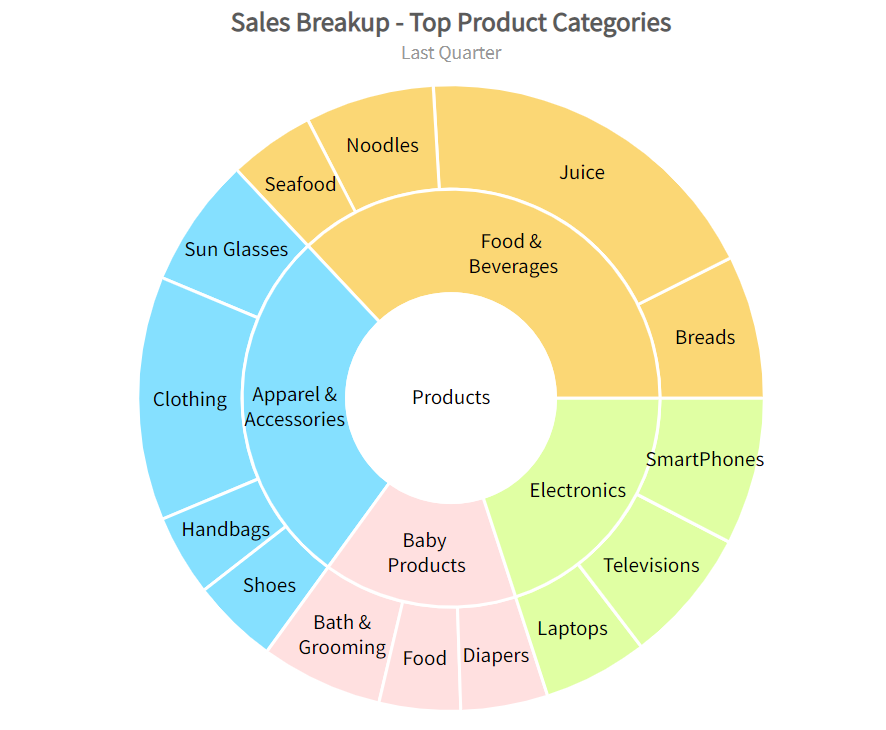 Sales Breakup - Top Product Categories
Last Quarter
Noodles
Juice
Seafood
Sun Glasses
Food &
Beverages
Breads
Clothing
Apparel &
Accessories
Products
SmartPhones
Electronics
Handbags
Baby
Products
Televisions
Shoes
Bath &
Grooming
Food
Diapers
Laptops